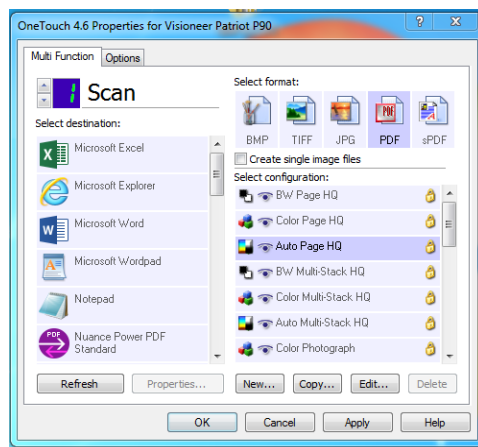 OneTouch 4.6 Properties for Visioneer Patriot P90
Multi Function
Options
1 Scan
Select destination:
Microsoft Excel
Microsoft Explorer
Microsoft Word
Microsoft Wordpad
Notepad
PDF Nuance Power PDF
Standard
Refresh
Properties...
Select format:
BMP
TIFF
JPG
PDF
sPDF
Create single image files
Select configuration:
BW Page HQ
Color Page HQ
Auto Page HQ
BW Multi-Stack HQ
Color Multi-Stack HQ
Auto Multi-Stack HQ
Color Photograph
New...
Copy...
Edit...
Delete
OK
Cancel
Apply
Help